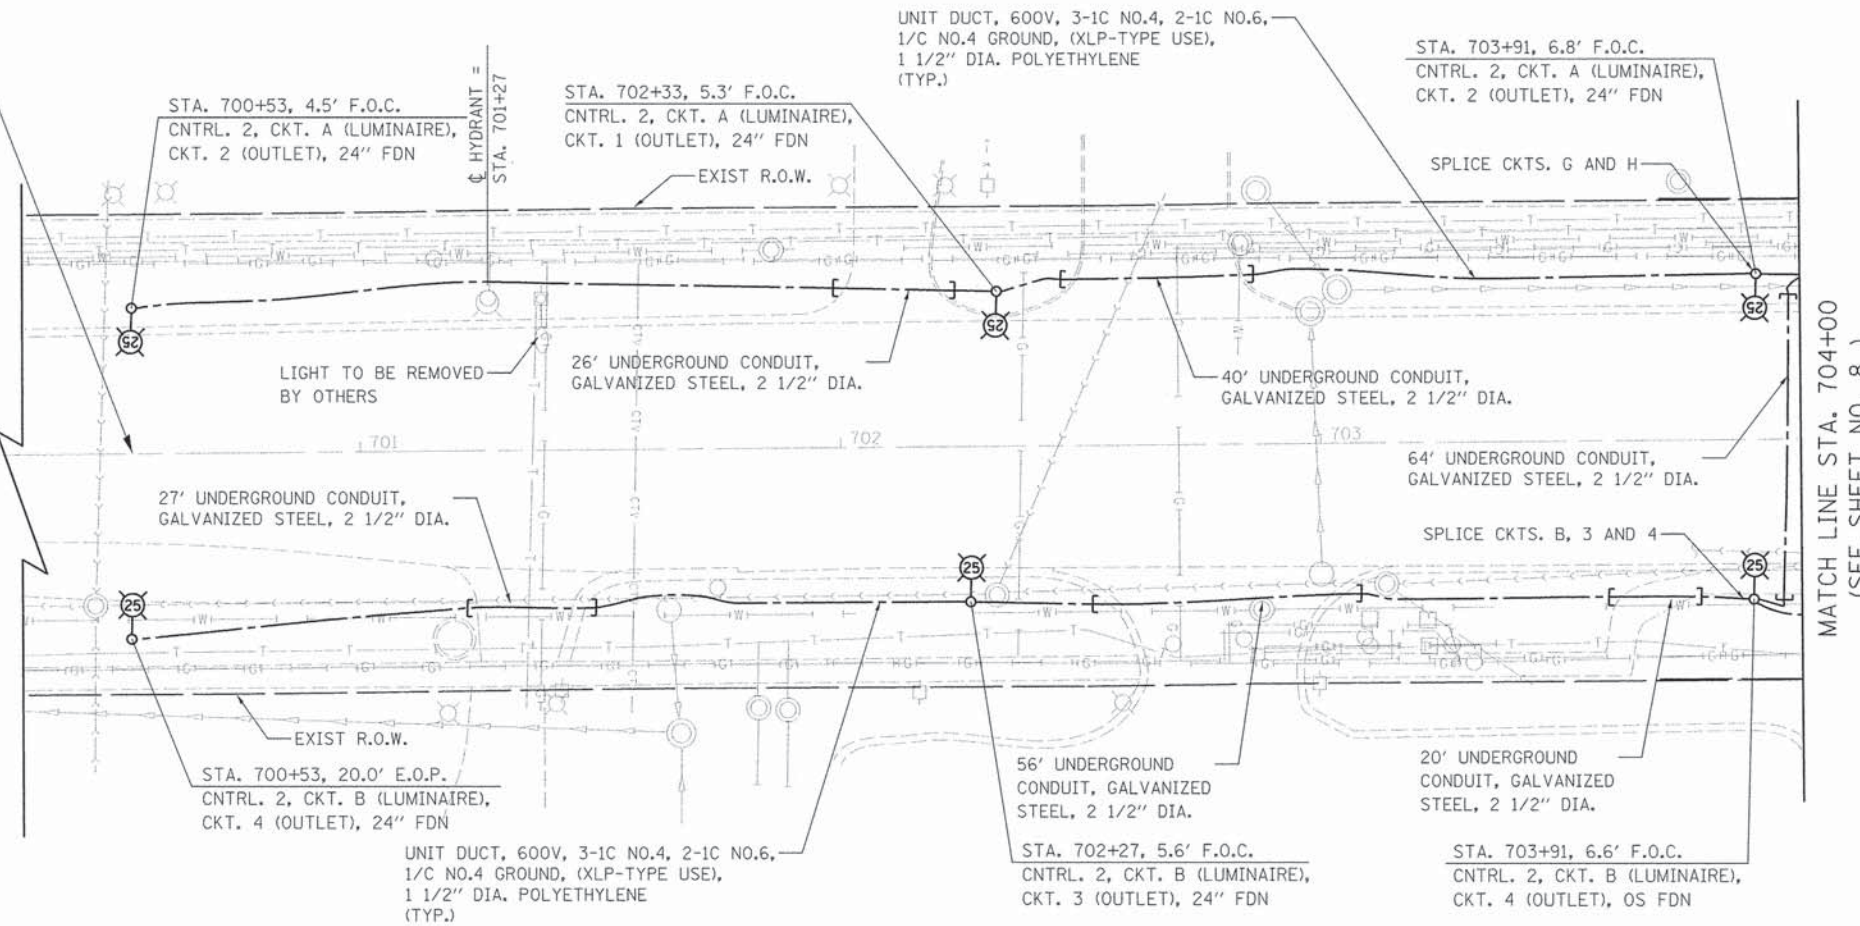 UNIT DUCT, 600V, 3-1C NO.4, 2-1C NO.6,
1/C NO.4 GROUND, (XLP-TYPE USE),
1 1/2" DIA. POLYETHYLENE
(TYP.)
STA. 703+91, 6.8' F.O.C.
CNTRL. 2, CKT. A (LUMINAIRE),
CKT. 2 (OUTLET), 24" FDN
STA. 700+53, 4.5' F.O.C.
CNTRL. 2, CKT. A (LUMINAIRE),
CKT. 2 (OUTLET), 24" FDN
℄ HYDRANT =
STA. 701+27
STA. 702+33, 5.3' F.O.C.
CNTRL. 2, CKT. A (LUMINAIRE),
CKT. 1 (OUTLET), 24" FDN
EXIST R.O.W.
SPLICE CKTS. G AND H
25
25
25
LIGHT TO BE REMOVED
BY OTHERS
26' UNDERGROUND CONDUIT,
GALVANIZED STEEL, 2 1/2" DIA.
40' UNDERGROUND CONDUIT,
GALVANIZED STEEL, 2 1/2" DIA.
701
702
703
64' UNDERGROUND CONDUIT,
GALVANIZED STEEL, 2 1/2" DIA.
27' UNDERGROUND CONDUIT,
GALVANIZED STEEL, 2 1/2" DIA.
SPLICE CKTS. B, 3 AND 4
MATCH LINE STA. 704+00
(SEE SHEET NO. 8 )
25
25
25
EXIST R.O.W.
STA. 700+53, 20.0' E.O.P.
CNTRL. 2, CKT. B (LUMINAIRE),
CKT. 4 (OUTLET), 24" FDN
56' UNDERGROUND
CONDUIT, GALVANIZED
STEEL, 2 1/2" DIA.
20' UNDERGROUND
CONDUIT, GALVANIZED
STEEL, 2 1/2" DIA.
UNIT DUCT, 600V, 3-1C NO.4, 2-1C NO.6,
1/C NO.4 GROUND, (XLP-TYPE USE),
1 1/2" DIA. POLYETHYLENE
(TYP.)
STA. 702+27, 5.6' F.O.C.
CNTRL. 2, CKT. B (LUMINAIRE),
CKT. 3 (OUTLET), 24" FDN
STA. 703+91, 6.6' F.O.C.
CNTRL. 2, CKT. B (LUMINAIRE),
CKT. 4 (OUTLET), OS FDN